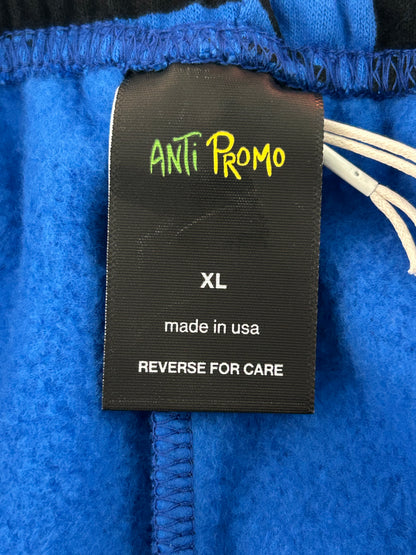 ANTI PROMO
XL
made in usa
REVERSE FOR CARE